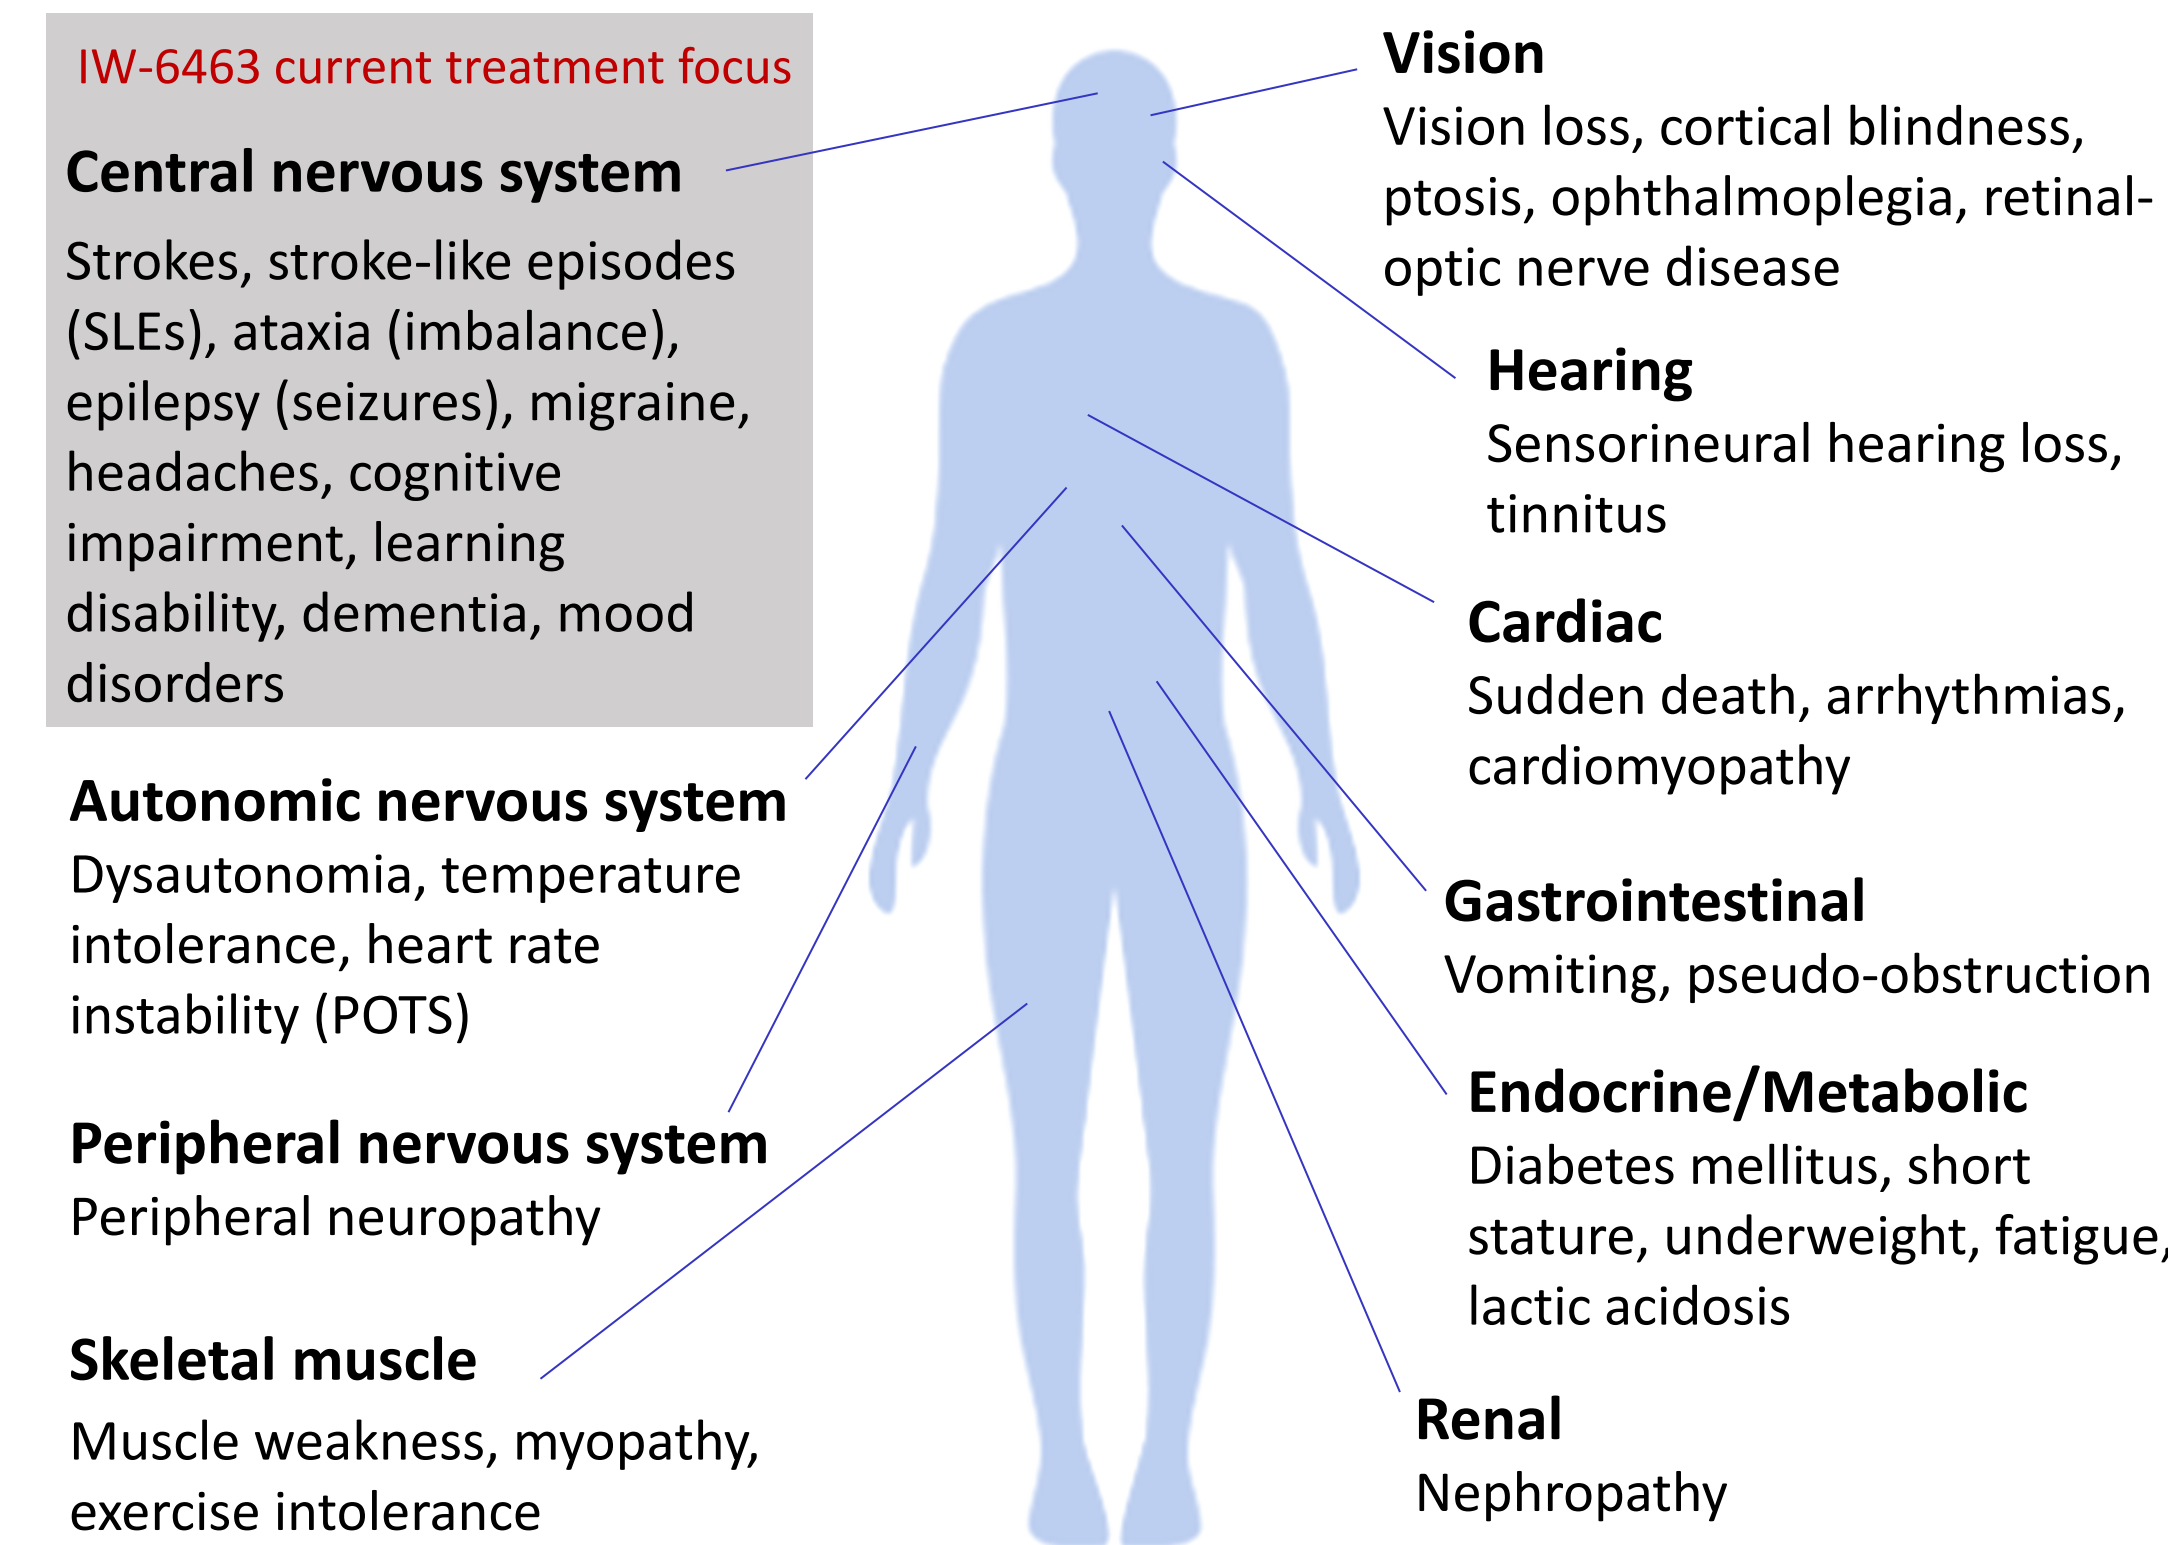 IW-6463 current treatment focus
Central nervous system
Strokes, stroke-like episodes
(SLEs), ataxia (imbalance),
epilepsy (seizures), migraine,
headaches, cognitive
impairment, learning
disability, dementia, mood
disorders
Autonomic nervous system
Dysautonomia, temperature
intolerance, heart rate
instability (POTS)
Peripheral nervous system
Peripheral neuropathy
Skeletal muscle
Muscle weakness, myopathy,
exercise intolerance
Vision
Vision loss, cortical blindness,
ptosis, ophthalmoplegia, retinal-
optic nerve disease
Hearing
Sensorineural hearing loss,
tinnitus
Cardiac
Sudden death, arrhythmias,
cardiomyopathy
Gastrointestinal
Vomiting, pseudo-obstruction
Endocrine/Metabolic
Diabetes mellitus, short
stature, underweight, fatigue,
lactic acidosis
Renal
Nephropathy